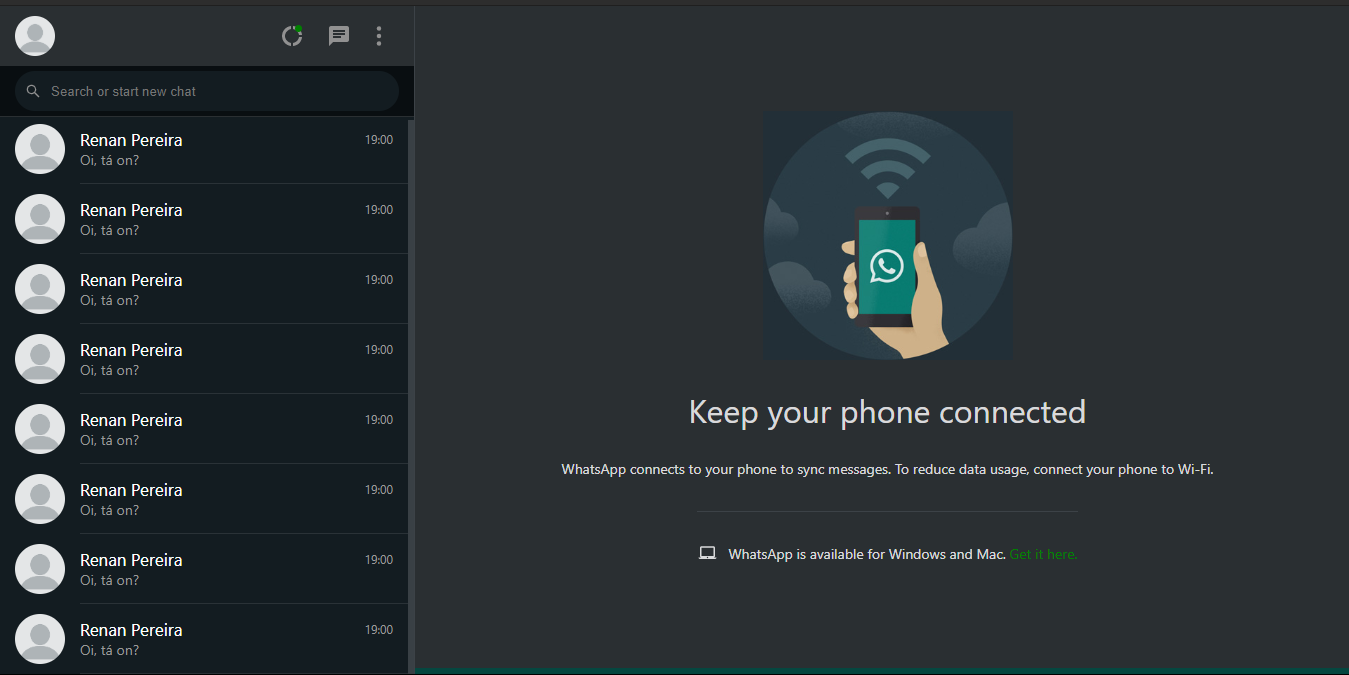 Search or start new chat
Renan Pereira 19:00
Oi, tá on?
Renan Pereira 19:00
Oi, tá on?
Renan Pereira 19:00
Oi, tá on?
Renan Pereira 19:00
Oi, tá on?
Renan Pereira 19:00
Oi, tá on?
Renan Pereira 19:00
Oi, tá on?
Renan Pereira 19:00
Oi, tá on?
Renan Pereira 19:00
Oi, tá on?
Keep your phone connected
WhatsApp connects to your phone to sync messages. To reduce data usage, connect your phone to Wi-Fi.
WhatsApp is available for Windows and Mac. Get it here.